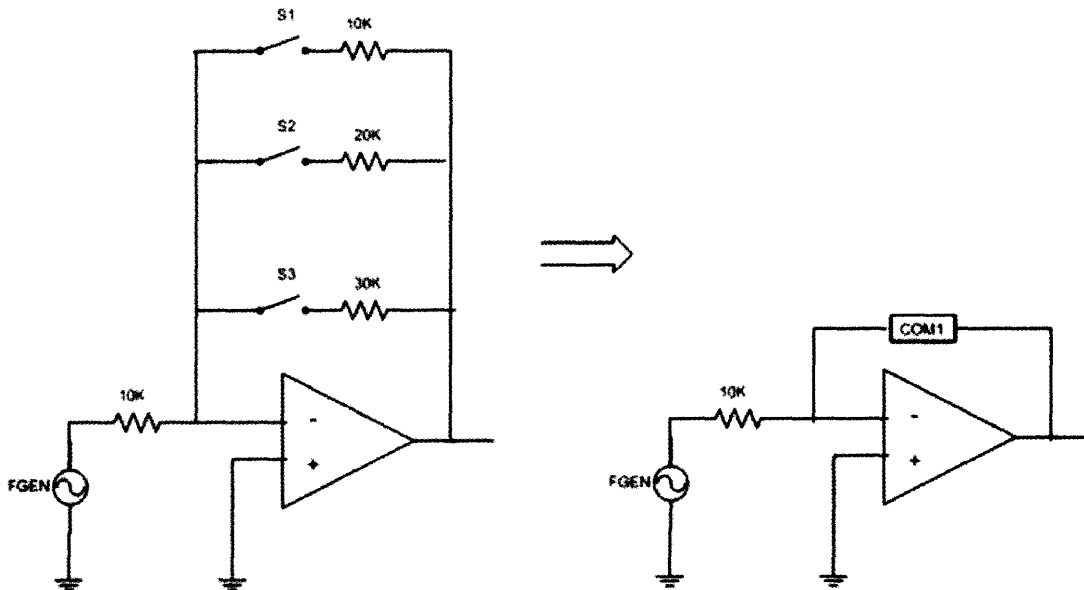 S1
10K
S2
20K
S3
30K
10K
-
+
FGEN
COM1
10K
-
+
FGEN